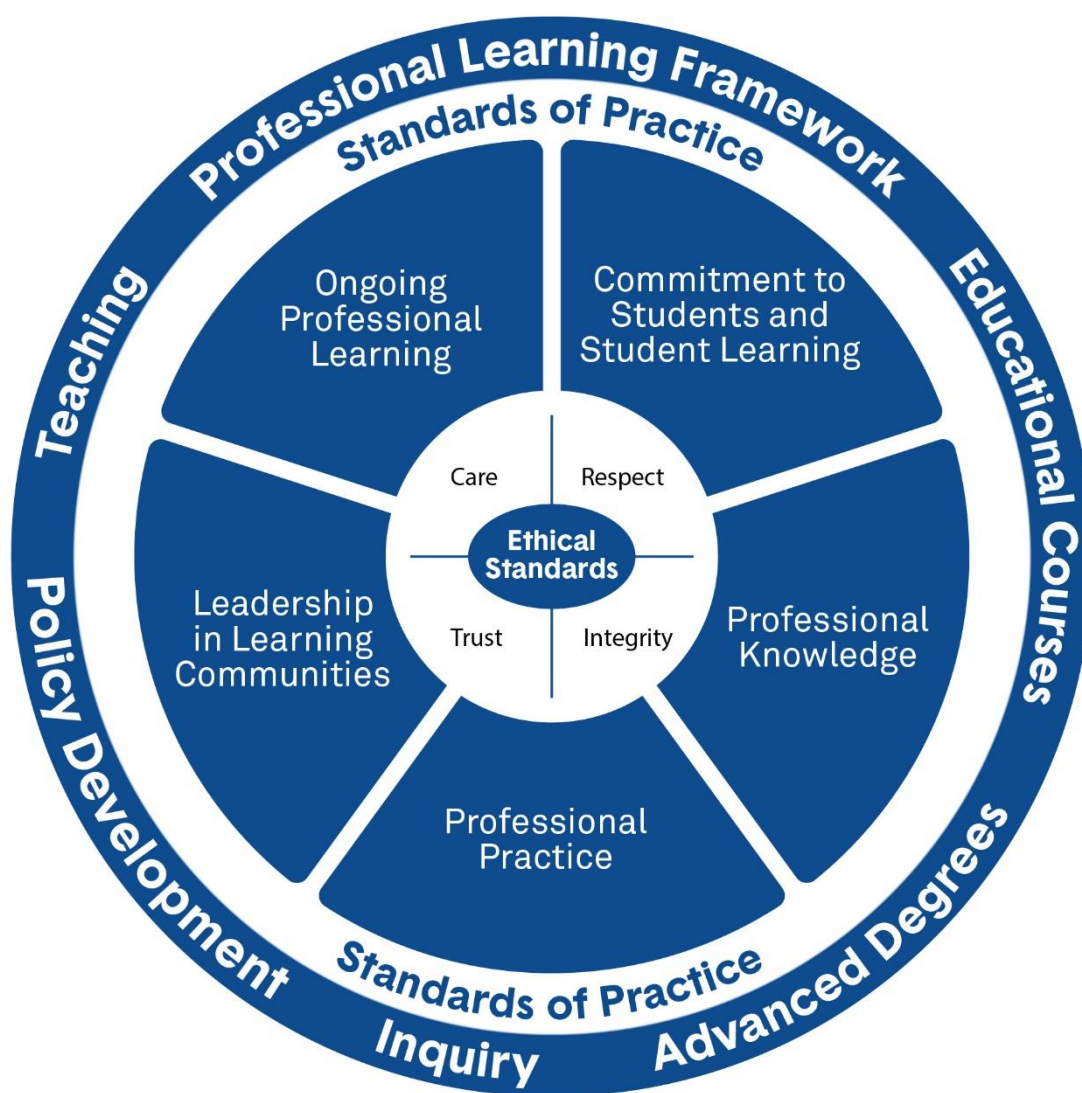 Professional Learning Framework
Educational Courses
Advanced Degrees
Inquiry
Policy Development
Teaching
Standards of Practice
Commitment to
Students and
Student Learning
Professional
Knowledge
Professional
Practice
Leadership
in Learning
Communities
Ongoing
Professional
Learning
Standards of Practice
Care
Respect
Ethical
Standards
Trust
Integrity